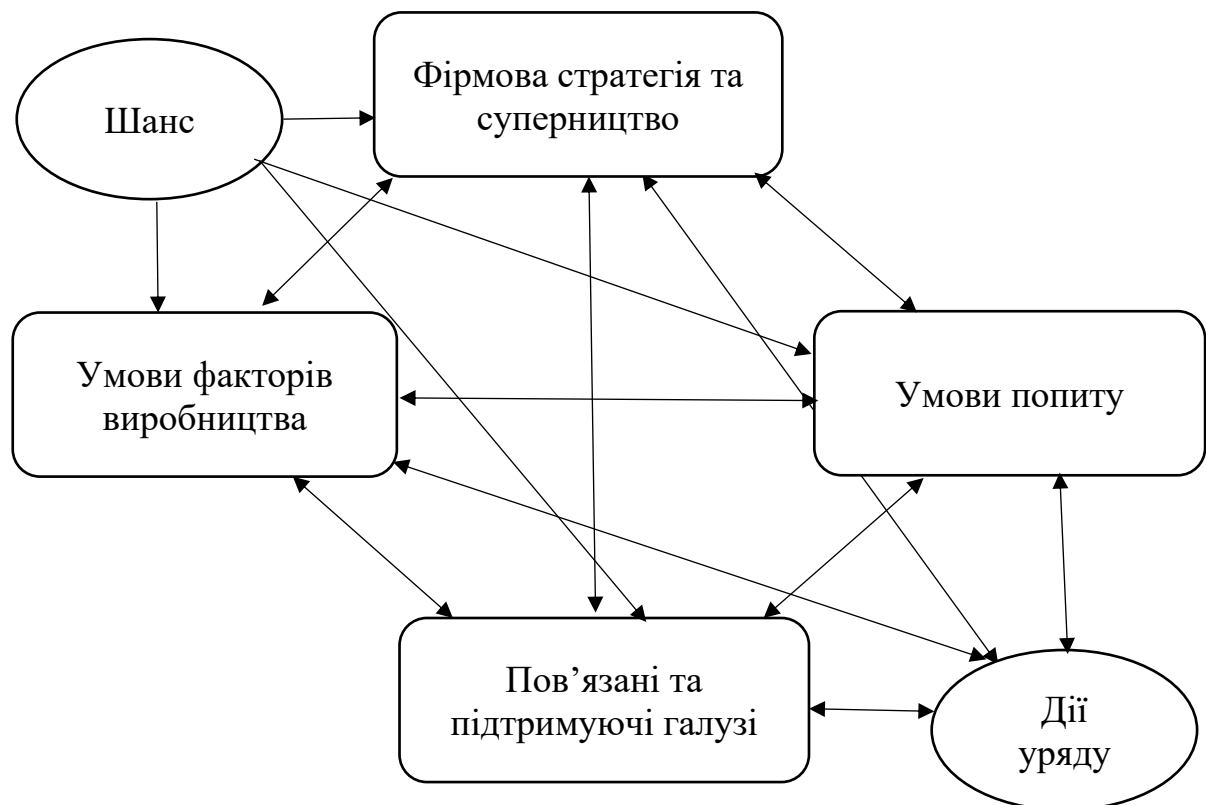 Шанс
Фірмова стратегія та
суперництво
Умови факторів
виробництва
Умови попиту
Пов’язані та
підтримуючі галузі
Дії
уряду